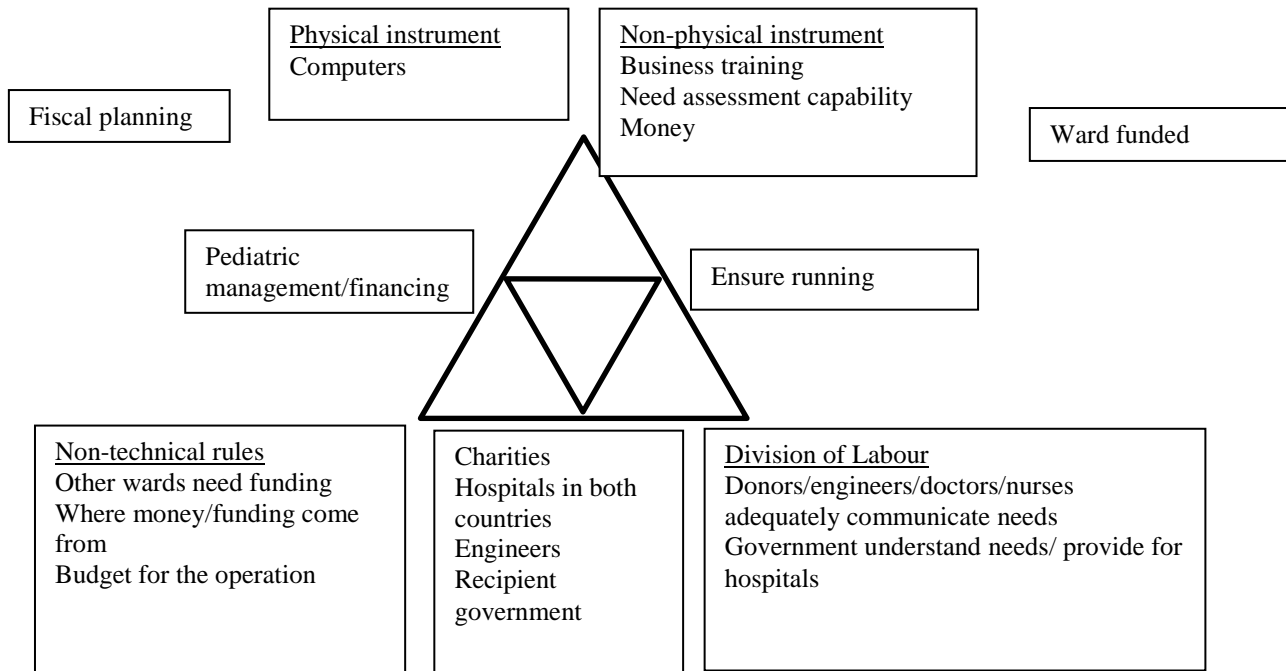 Physical instrument
Computers
Non-physical instrument
Business training
Need assessment capability
Money
Fiscal planning
Ward funded
Pediatric
management/financing
Ensure running
Non-technical rules
Other wards need funding
Where money/funding come
from
Budget for the operation
Charities
Hospitals in both
countries
Engineers
Recipient
government
Division of Labour
Donors/engineers/doctors/nurses
adequately communicate needs
Government understand needs/ provide for
hospitals